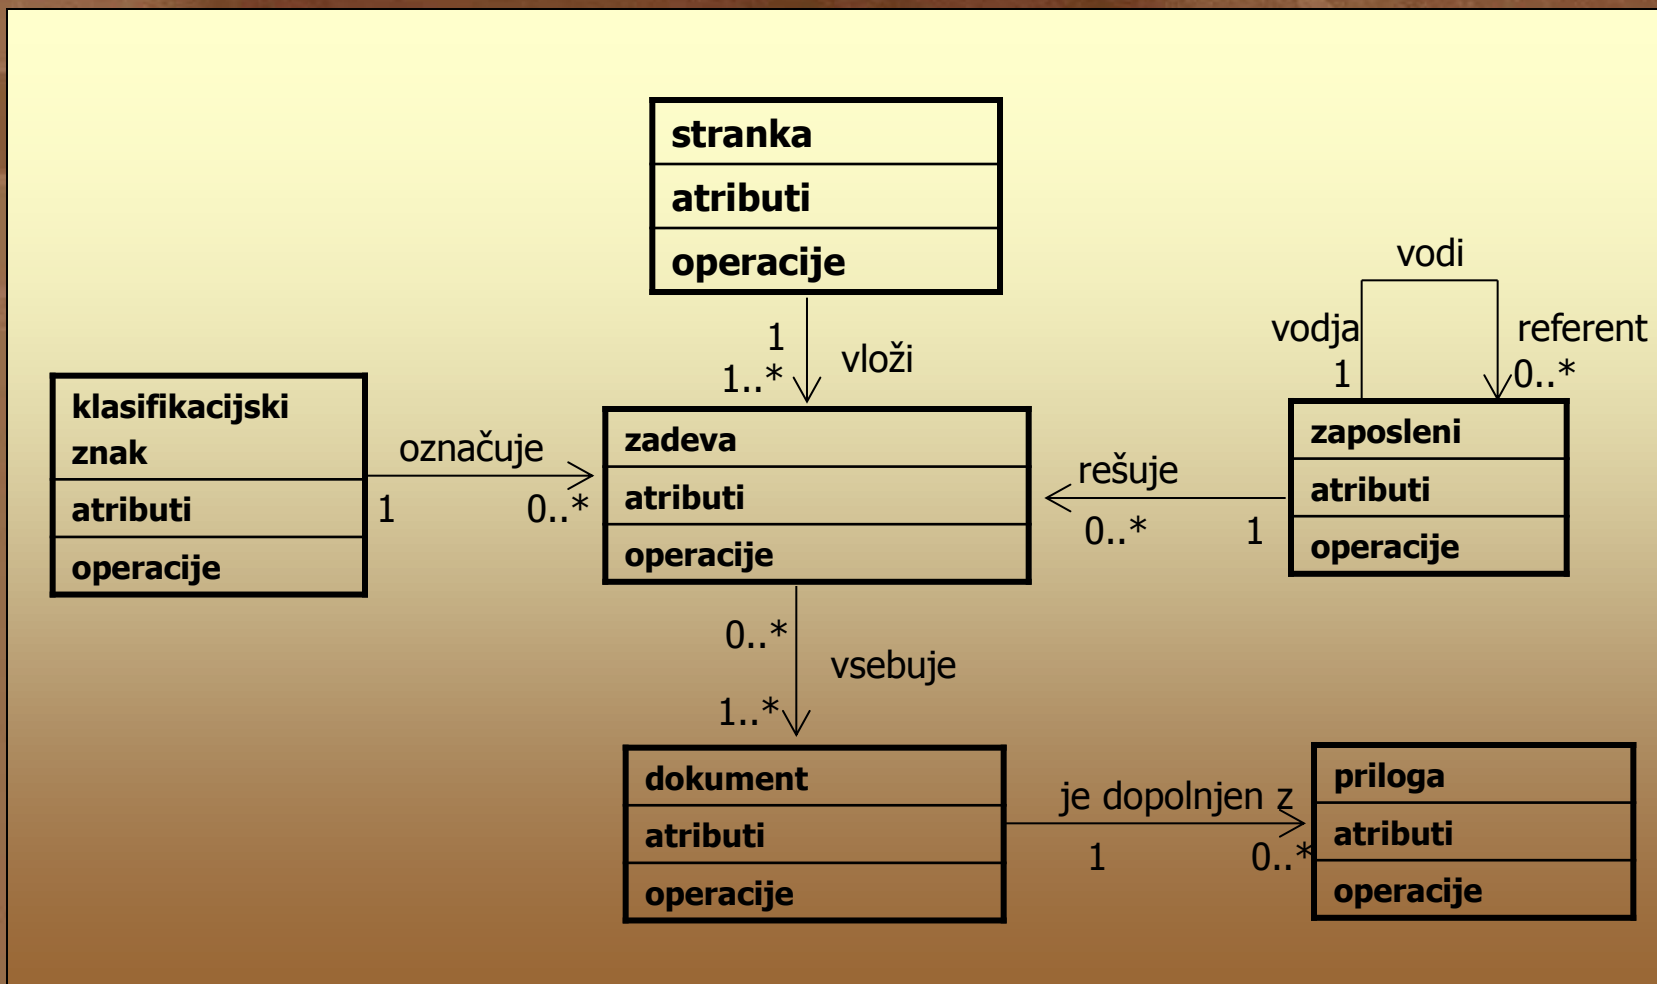 stranka
atributi
operacije
1
1..*
vloži
vodi
vodja
1
referent
0..*
klasifikacijski
znak
atributi
operacije
označuje
1
0..*
zadeva
atributi
operacije
rešuje
0..*
1
zaposleni
atributi
operacije
0..*
vsebuje
1..*
dokument
atributi
operacije
je dopolnjen z
1
0..*
priloga
atributi
operacije